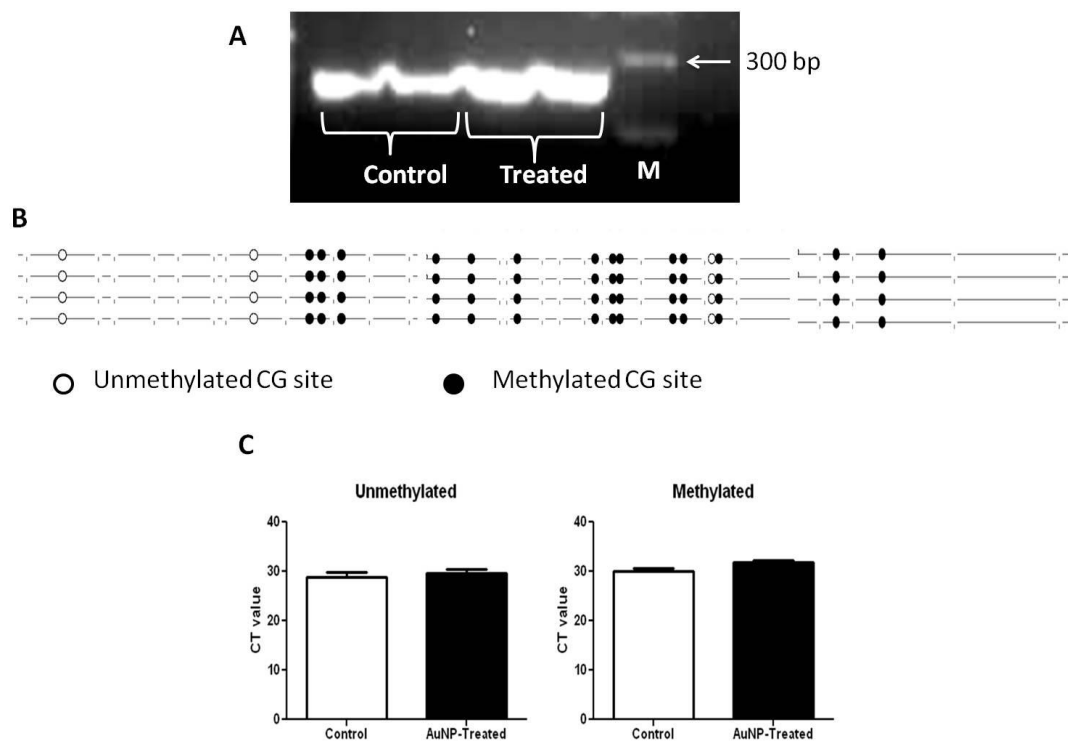 A
300 bp
Control
Treated
M
B
Unmethylated CG site
Methylated CG site
C
Unmethylated
CT value
40
30
20
10
0
Control
AuNP-Treated
Methylated
CT value
40
30
20
10
0
Control
AuNP-Treated